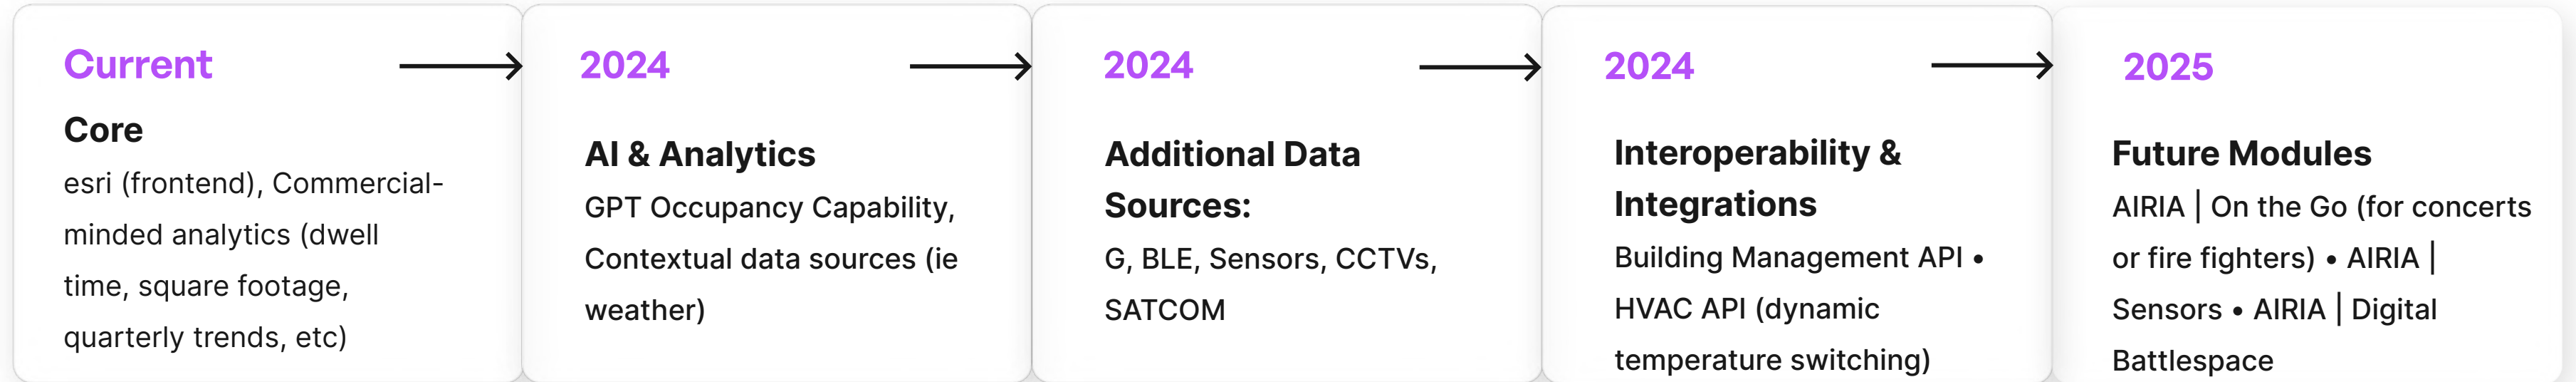 Current
Core
esri (frontend), Commercial-
minded analytics (dwell
time, square footage,
quarterly trends, etc)
2024
AI & Analytics
GPT Occupancy Capability,
Contextual data sources (ie
weather)
2024
Additional Data
Sources:
G, BLE, Sensors, CCTVs,
SATCOM
2024
Interoperability &
Integrations
Building Management API •
HVAC API (dynamic
temperature switching)
2025
Future Modules
AIRIA | On the Go (for concerts
or fire fighters) • AIRIA |
Sensors • AIRIA | Digital
Battlespace